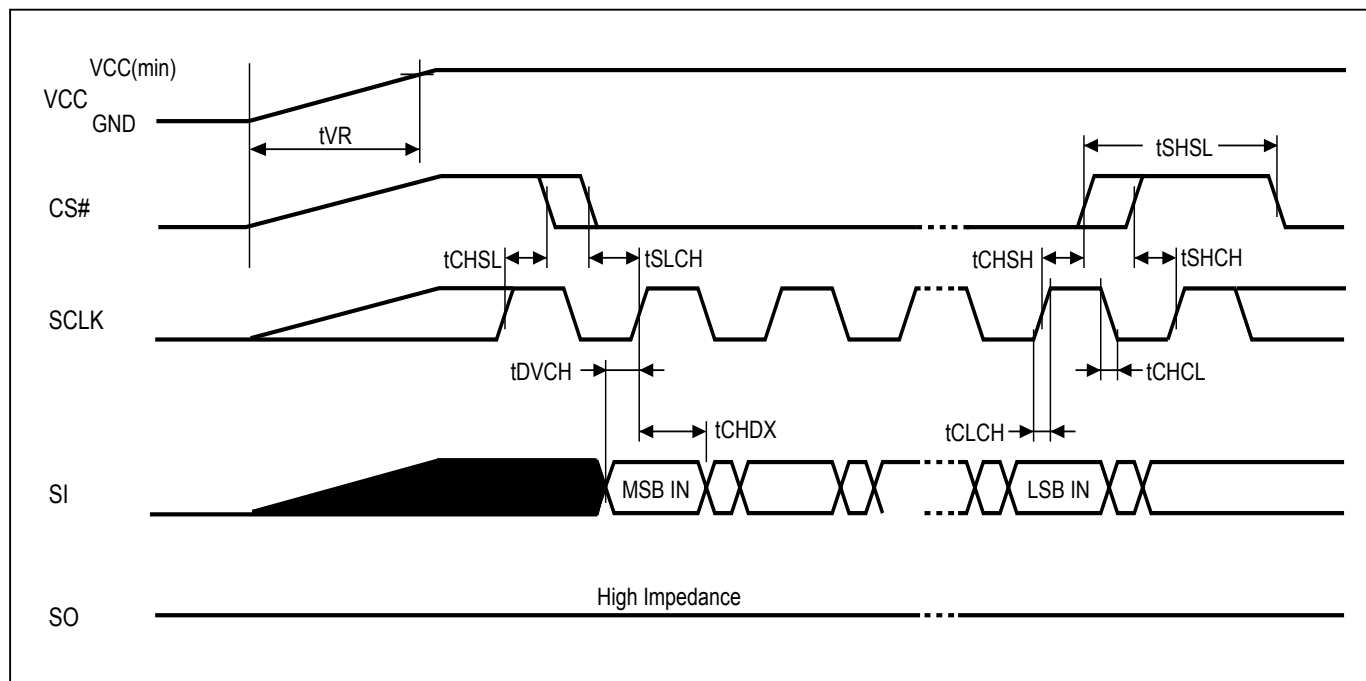 VCC(min)
VCC
GND
tVR
tSHSL
CS#
tCHSL
tSLCH
tCHSH
tSHCH
SCLK
tDVCH
tCHCL
tCHDX
tCLCH
SI
MSB IN
LSB IN
High Impedance
SO